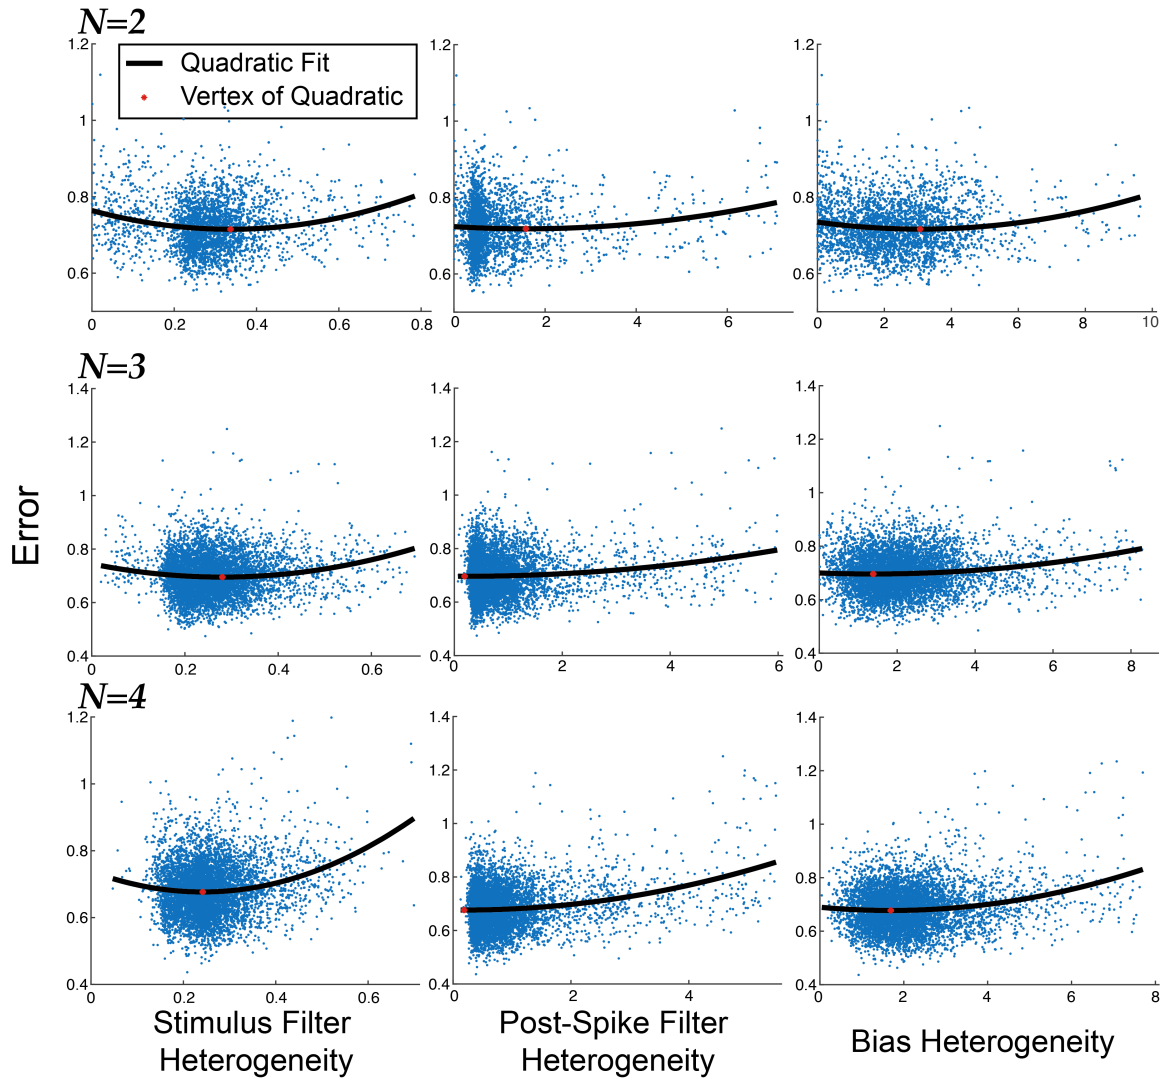 N=2
Quadratic Fit
Vertex of Quadratic
1.2
1
0.8
0.6
0 0.2 0.4 0.6 0.8
1.2
1
0.8
0.6
0 2 4 6
1.2
1
0.8
0.6
0 2 4 6 8 10
N=3
1.4
1.2
1
0.8
0.6
0.4
0 0.2 0.4 0.6
1.4
1.2
1
0.8
0.6
0.4
0 2 4 6
1.4
1.2
1
0.8
0.6
0.4
0 2 4 6 8
Error
N=4
1.2
1
0.8
0.6
0.4
0 0.2 0.4 0.6
1.4
1.2
1
0.8
0.6
0.4
0 2 4
1.4
1.2
1
0.8
0.6
0.4
0 2 4 6 8
Stimulus Filter
Heterogeneity
Post-Spike Filter
Heterogeneity
Bias Heterogeneity